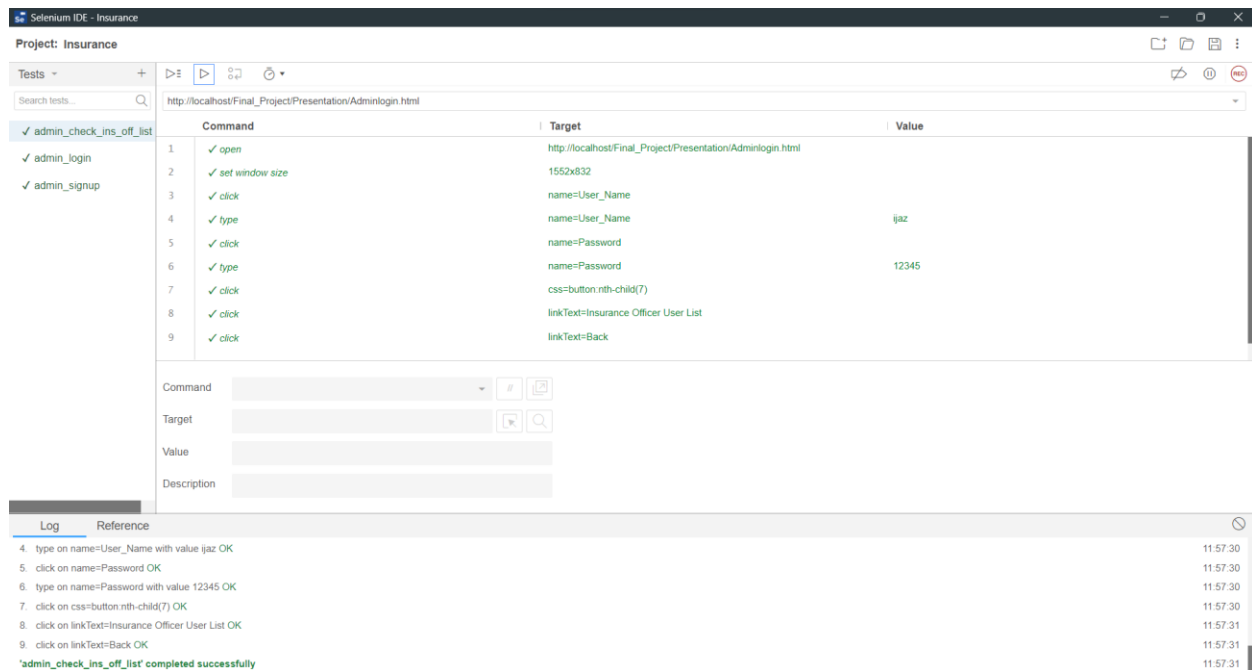 Selenium IDE - Insurance
Project: Insurance
Tests
Search tests...
✓ admin_check_ins_off_list
✓ admin_login
✓ admin_signup
REC
http://localhost/Final_Project/Presentation/Adminlogin.html
Command Target Value
1 ✓ open http://localhost/Final_Project/Presentation/Adminlogin.html
2 ✓ set window size 1552x832
3 ✓ click name=User_Name
4 ✓ type name=User_Name ijaz
5 ✓ click name=Password
6 ✓ type name=Password 12345
7 ✓ click css=button:nth-child(7)
8 ✓ click linkText=Insurance Officer User List
9 ✓ click linkText=Back
Command //
Target
Value
Description
Log Reference
4. type on name=User_Name with value ijaz OK 11:57:30
5. click on name=Password OK 11:57:30
6. type on name=Password with value 12345 OK 11:57:30
7. click on css=button:nth-child(7) OK 11:57:30
8. click on linkText=Insurance Officer User List OK 11:57:31
9. click on linkText=Back OK 11:57:31
'admin_check_ins_off_list' completed successfully 11:57:31